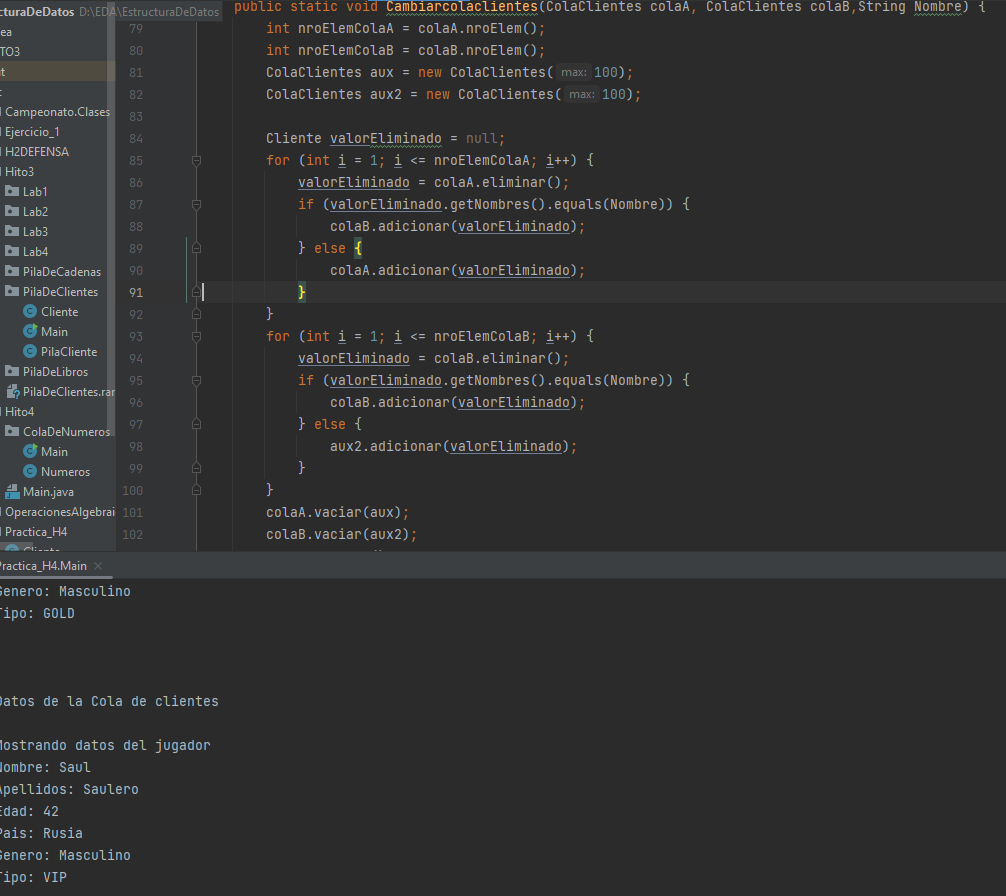 cturaDeDatos D:\EDA\EstructuraDeDatos
ea
TO3
t
:
Campeonato.Clases
Ejercicio_1
H2DEFENSA
Hito3
Lab1
Lab2
Lab3
Lab4
PilaDeCadenas
PilaDeClientes
Cliente
Main
PilaCliente
PilaDeLibros
PilaDeClientes.rar
Hito4
ColaDeNumeros
Main
Numeros
Main.java
OperacionesAlgebrai
Practica_H4
Cliente
public static void Cambiarcolaclientes(ColaClientes colaA, ColaClientes colaB,String Nombre) {
79 int nroElemColaA = colaA.nroElem();
80 int nroElemColaB = colaB.nroElem();
81 ColaClientes aux = new ColaClientes( max: 100);
82 ColaClientes aux2 = new ColaClientes( max: 100);
83
84 Cliente valorEliminado = null;
85 for (int i = 1; i <= nroElemColaA; i++) {
86 valorEliminado = colaA.eliminar();
87 if (valorEliminado.getNombres().equals(Nombre)) {
88 colaB.adicionar(valorEliminado);
89 } else {
90 colaA.adicionar(valorEliminado);
91 }
92 }
93 for (int i = 1; i <= nroElemColaB; i++) {
94 valorEliminado = colaB.eliminar();
95 if (valorEliminado.getNombres().equals(Nombre)) {
96 colaB.adicionar(valorEliminado);
97 } else {
98 aux2.adicionar(valorEliminado);
99 }
100 }
101 colaA.vaciar(aux);
102 colaB.vaciar(aux2);
Practica_H4.Main ×
Genero: Masculino
Tipo: GOLD
Datos de la Cola de clientes
Mostrando datos del jugador
Nombre: Saul
Apellidos: Saulero
Edad: 42
Pais: Rusia
Genero: Masculino
Tipo: VIP